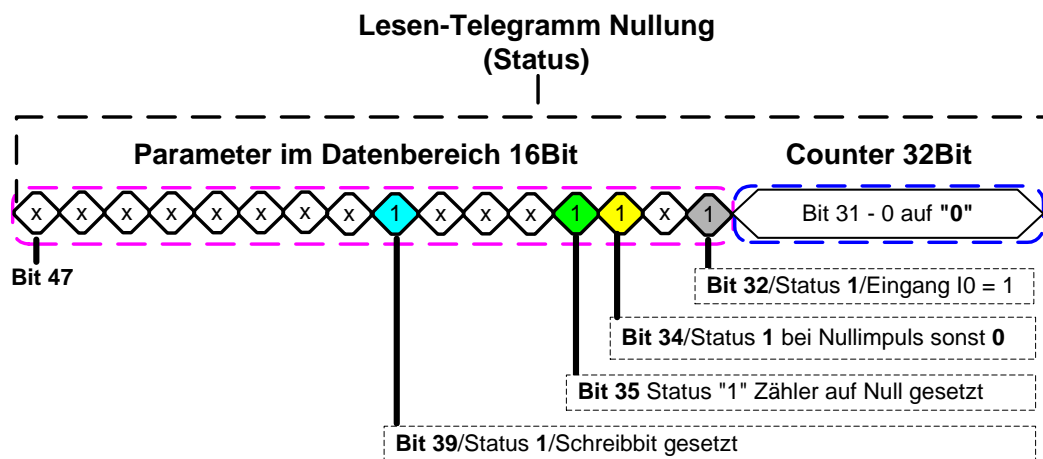 Lesen-Telegramm Nullung
(Status)
Parameter im Datenbereich 16Bit Counter 32Bit
x x x x x x x x 1 x x x 1 1 x 1 Bit 31 - 0 auf "0"
Bit 47
Bit 32/Status 1/Eingang I0 = 1
Bit 34/Status 1 bei Nullimpuls sonst 0
Bit 35 Status "1" Zähler auf Null gesetzt
Bit 39/Status 1/Schreibbit gesetzt